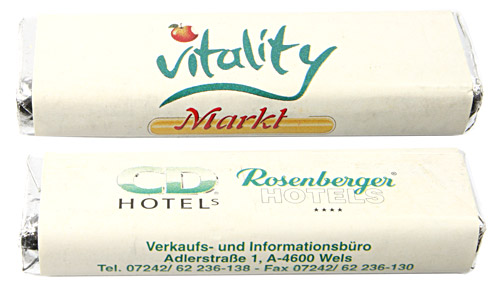 vitality
Markt
CD Rosenberger®
HOTELS HOTELS
****
Verkaufs- und Informationsbüro
Adlerstraße 1, A-4600 Wels
Tel. 07242/ 62 236-138 - Fax 07242/ 62 236-130